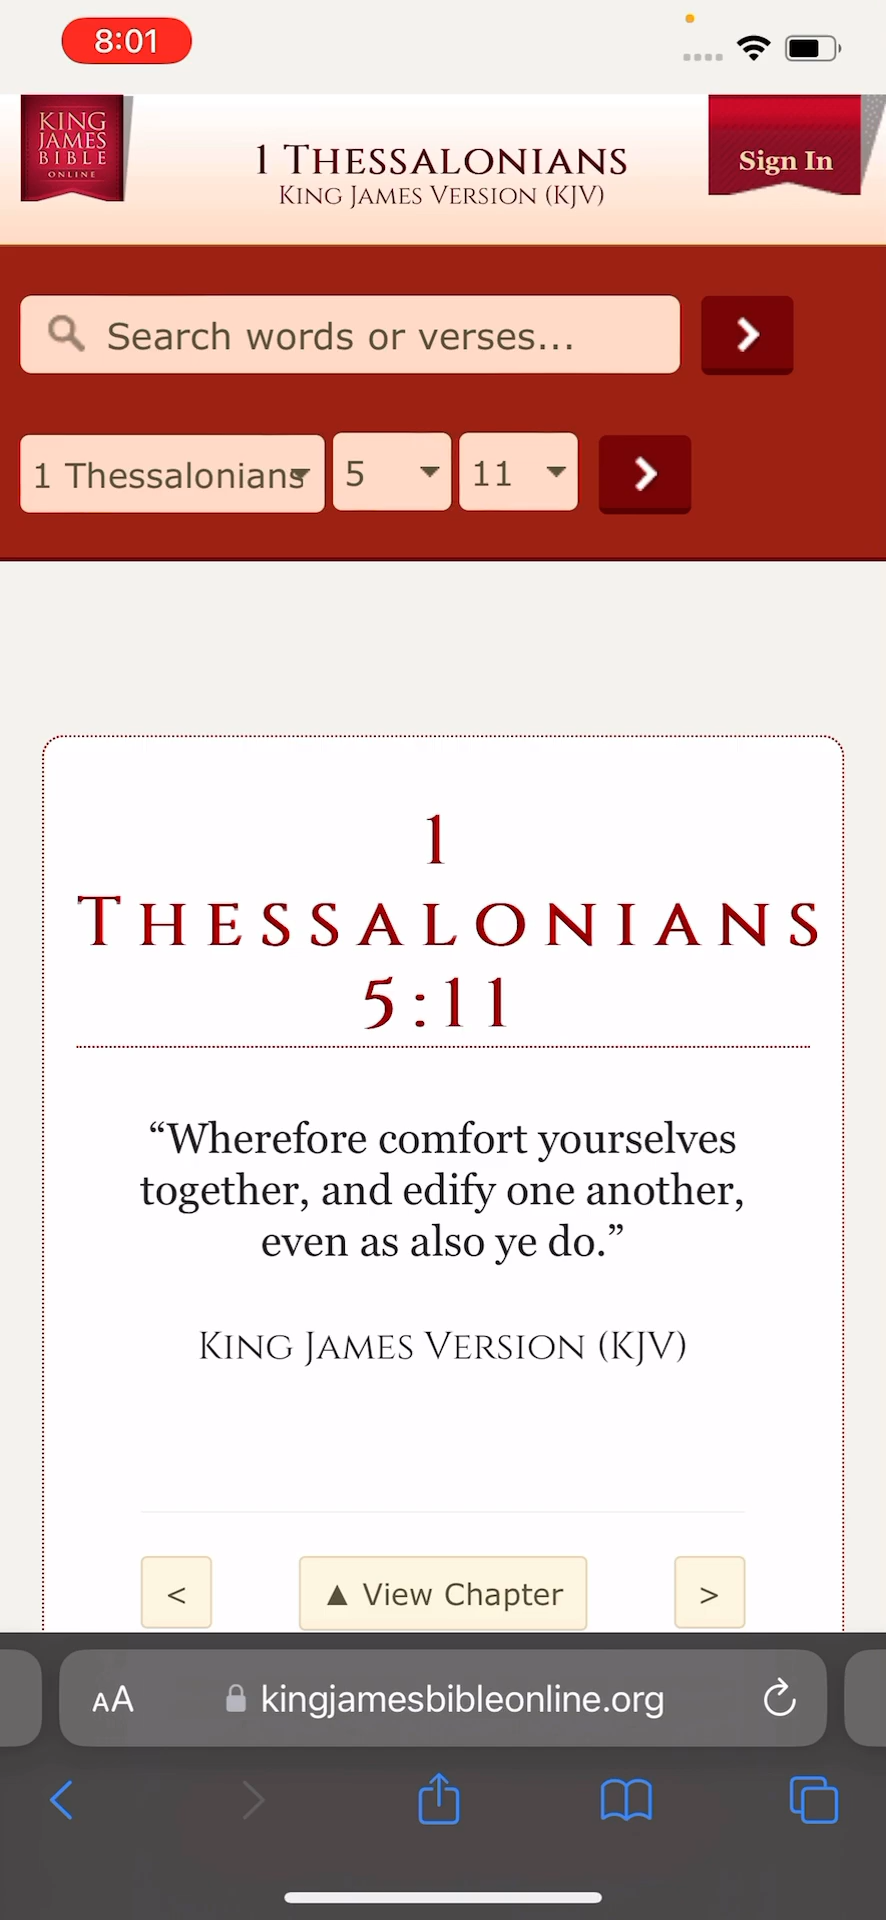 8:01
KING
JAMES
BIBLE
ONLINE
1 THESSALONIANS
KING JAMES VERSION (KJV)
Sign In
Search words or verses...
1 Thessalonians 5 11
1
THESSALONIANS
5:11
“Wherefore comfort yourselves
together, and edify one another,
even as also ye do.”
KING JAMES VERSION (KJV)
< ▲ View Chapter >
AA kingjamesbibleonline.org